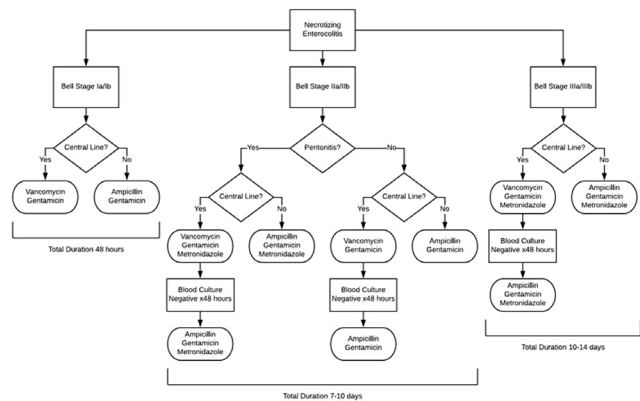 Necrotizing
Enterocolitis
Bell Stage Ia/Ib
Bell Stage IIa/IIb
Bell Stage IIIa/IIIb
Central Line?
Yes
No
Vancomycin
Gentamicin
Ampicillin
Gentamicin
Total Duration 48 hours
Peritonitis?
Yes
No
Central Line?
Yes
No
Vancomycin
Gentamicin
Metronidazole
Ampicillin
Gentamicin
Metronidazole
Blood Culture
Negative x48 hours
Ampicillin
Gentamicin
Metronidazole
Central Line?
Yes
No
Vancomycin
Gentamicin
Ampicillin
Gentamicin
Blood Culture
Negative x48 hours
Ampicillin
Gentamicin
Total Duration 7-10 days
Central Line?
Yes
No
Vancomycin
Gentamicin
Metronidazole
Ampicillin
Gentamicin
Metronidazole
Blood Culture
Negative x48 hours
Ampicillin
Gentamicin
Metronidazole
Total Duration 10-14 days